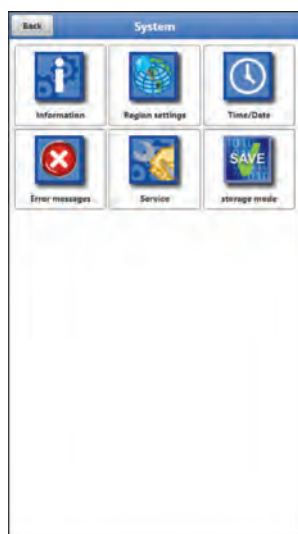 Back
System
Information
Region settings
Time/Date
SAVE
Error messages
Service
storage mode